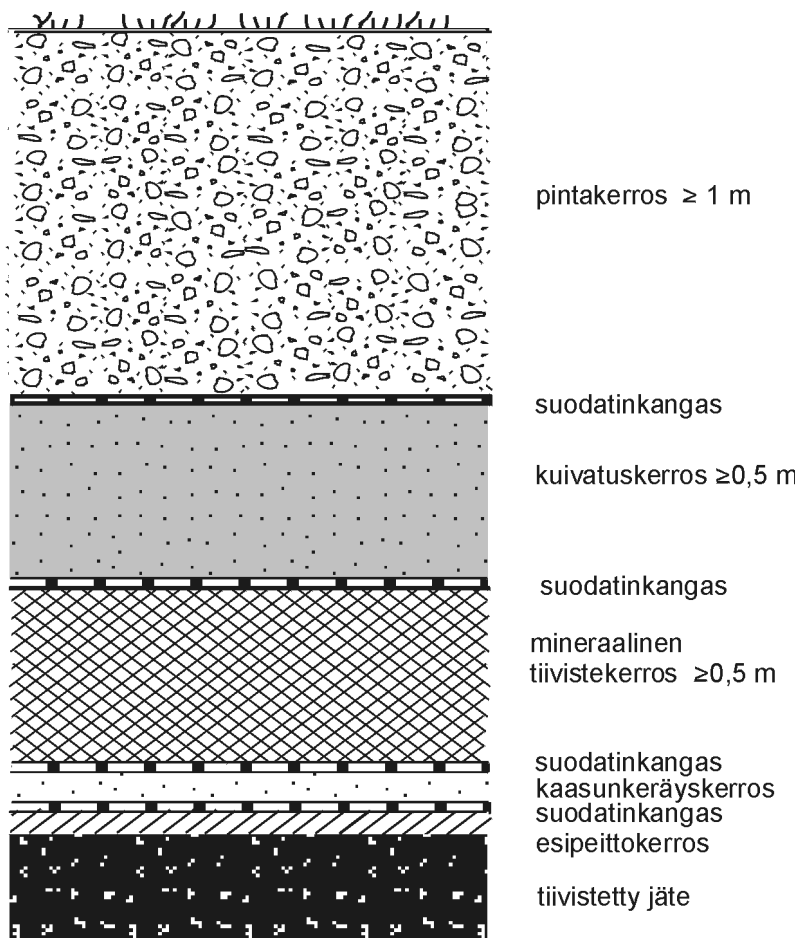 pintakerros ≥ 1 m
suodatinkangas
kuivatuskerros ≥0,5 m
suodatinkangas
mineraalinen
tiivistekerros ≥0,5 m
suodatinkangas
kaasunkeräyskerros
suodatinkangas
esipeittokerros
tiivistetty jäte